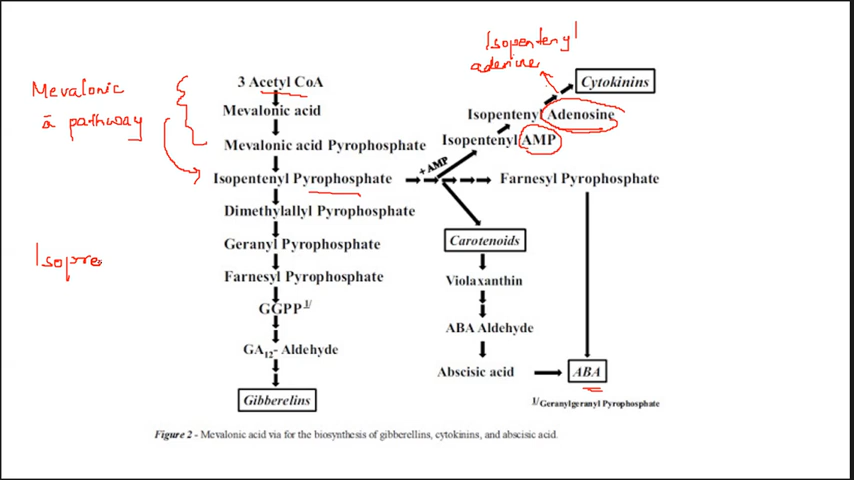 Isopentenyl
adenine
3 Acetyl CoA
Cytokinins
Mevalonic
Mevalonic acid
Isopentenyl Adenosine
ā pathway
Mevalonic acid Pyrophosphate
Isopentenyl AMP
+ AMP
Isopentenyl Pyrophosphate
Farnesyl Pyrophosphate
Dimethylallyl Pyrophosphate
Geranyl Pyrophosphate
Carotenoids
Isopre
Farnesyl Pyrophosphate
Violaxanthin
GGPP 1/
ABA Aldehyde
GA12- Aldehyde
Abscisic acid
ABA
Gibberelins
1/Geranylgeranyl Pyrophosphate
Figure 2 - Mevalonic acid via for the biosynthesis of gibberellins, cytokinins, and abscisic acid.